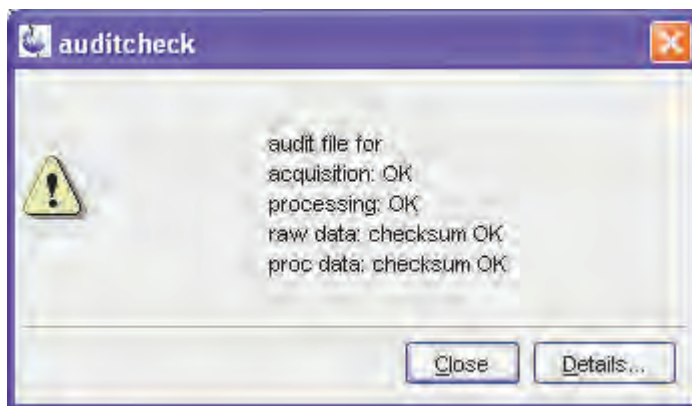 auditcheck
audit file for
acquisition: OK
processing: OK
raw data: checksum OK
proc data: checksum OK
Close Details...